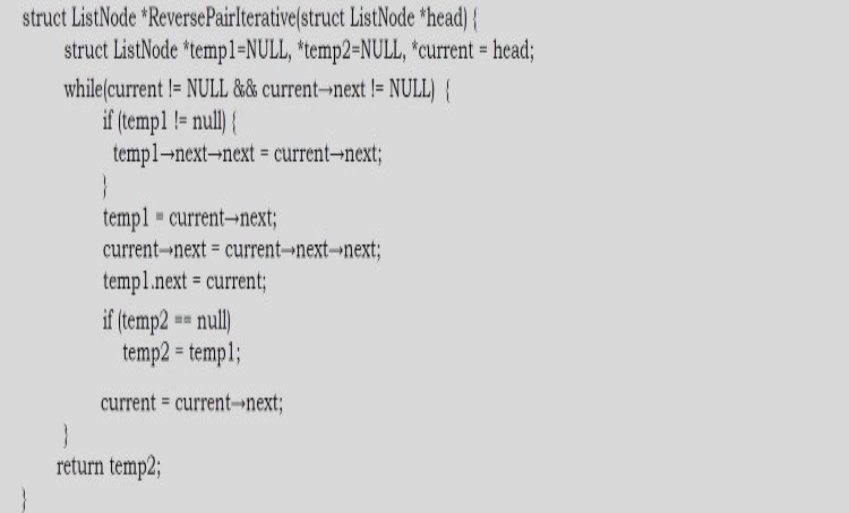 struct ListNode *ReversePairIterative(struct ListNode *head) {
struct ListNode *temp1=NULL, *temp2=NULL, *current = head;
while(current != NULL && current→next != NULL) {
if (temp1 != null) {
temp1→next→next = current→next;
}
temp1 = current→next;
current→next = current→next→next;
temp1.next = current;
if (temp2 == null)
temp2 = temp1;
current = current→next;
}
return temp2;
}